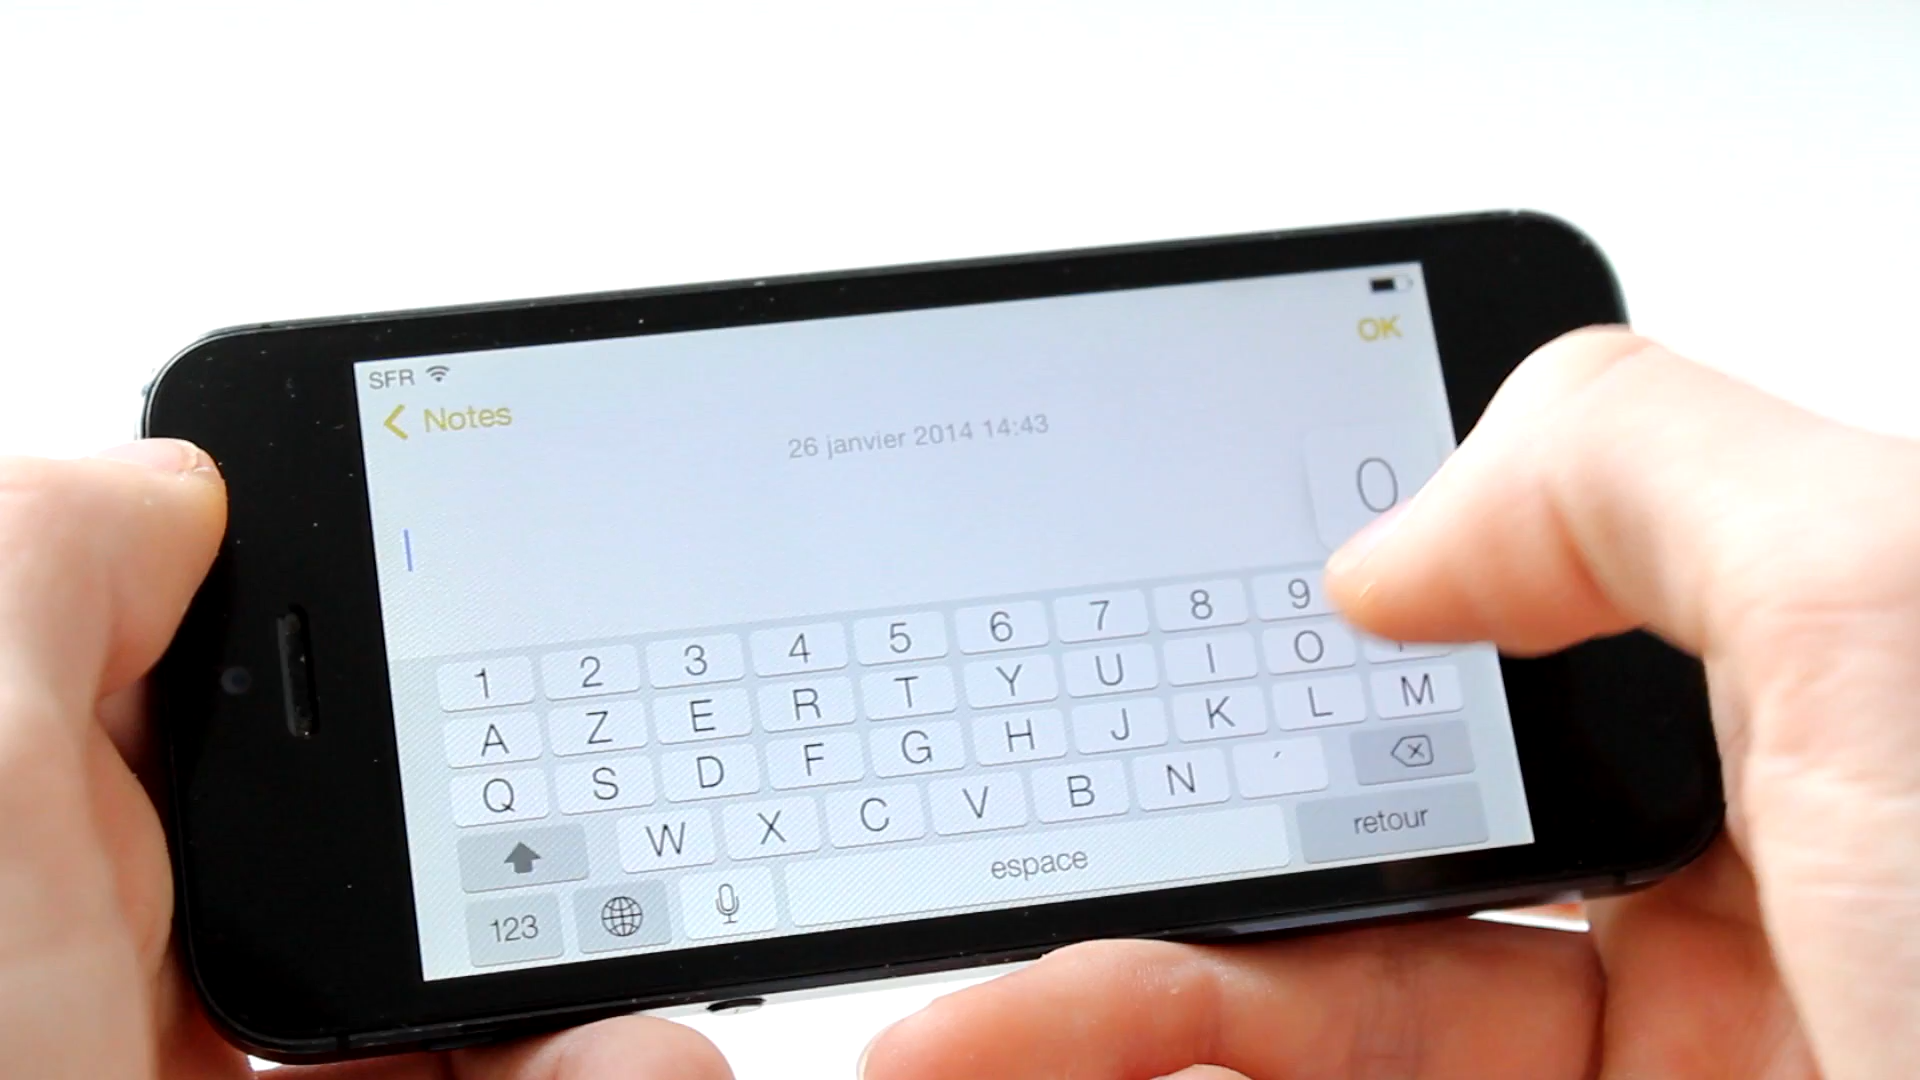 SFR
OK
Notes
26 janvier 2014 14:43
0
1 2 3 4 5 6 7 8 9
A Z E R T Y U I O
Q S D F G H J K L M
W X C V B N ´
123 espace retour